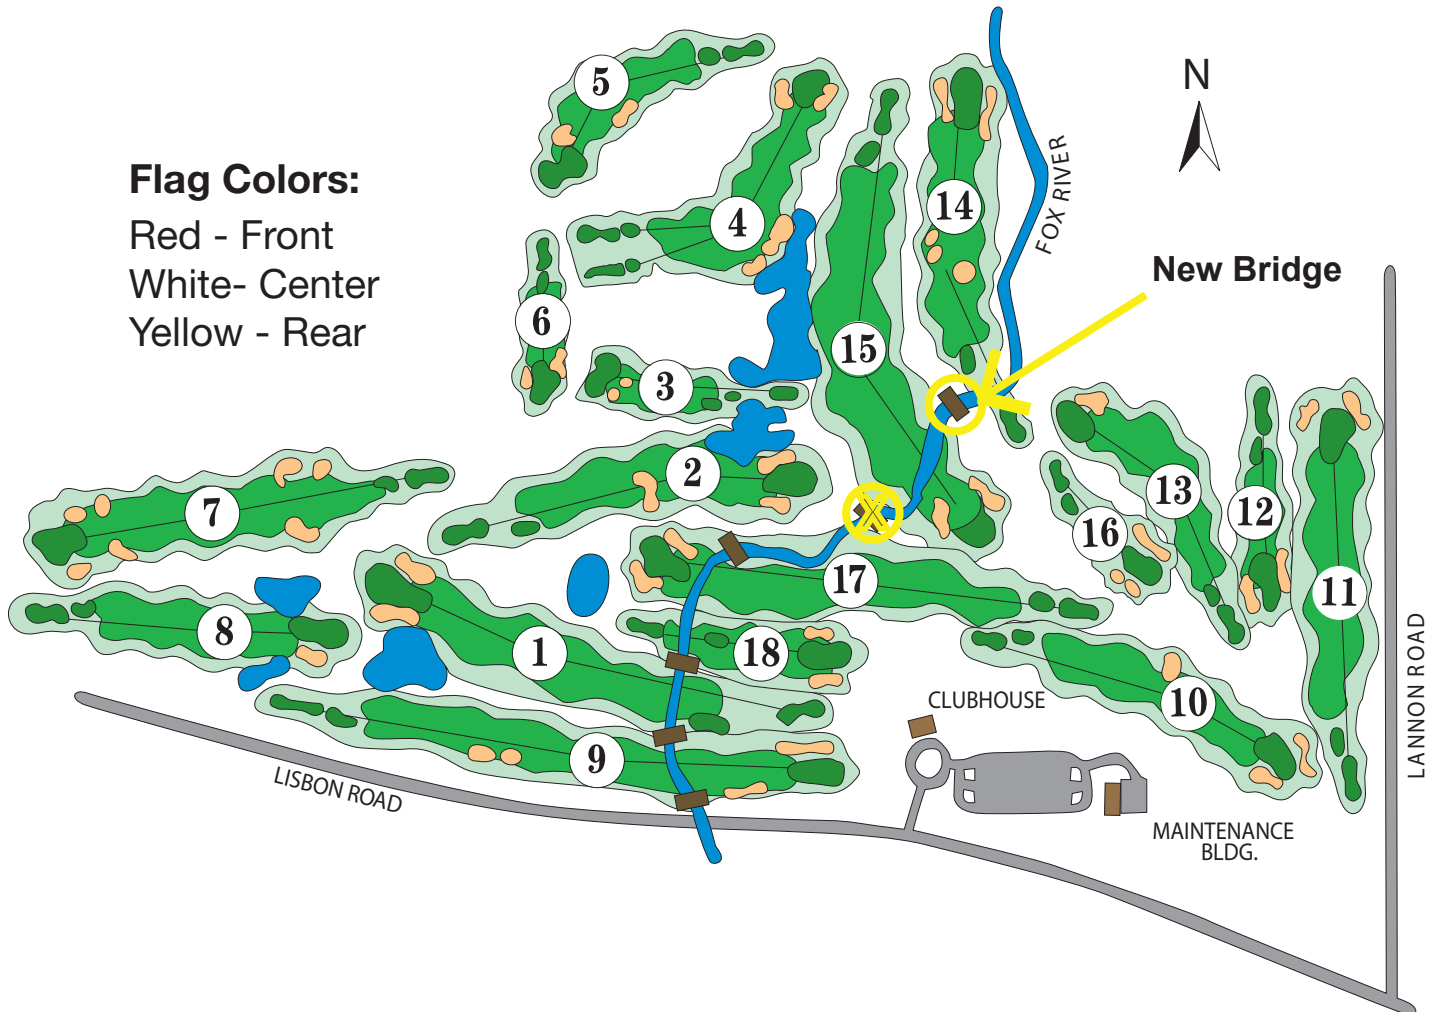 Flag Colors:
Red - Front
White- Center
Yellow - Rear
N
FOX RIVER
New Bridge
5
4
14
6
15
3
2
7
13
12
16
17
11
8
1
18
10
9
X
CLUBHOUSE
LISBON ROAD
LANNON ROAD
MAINTENANCE
BLDG.